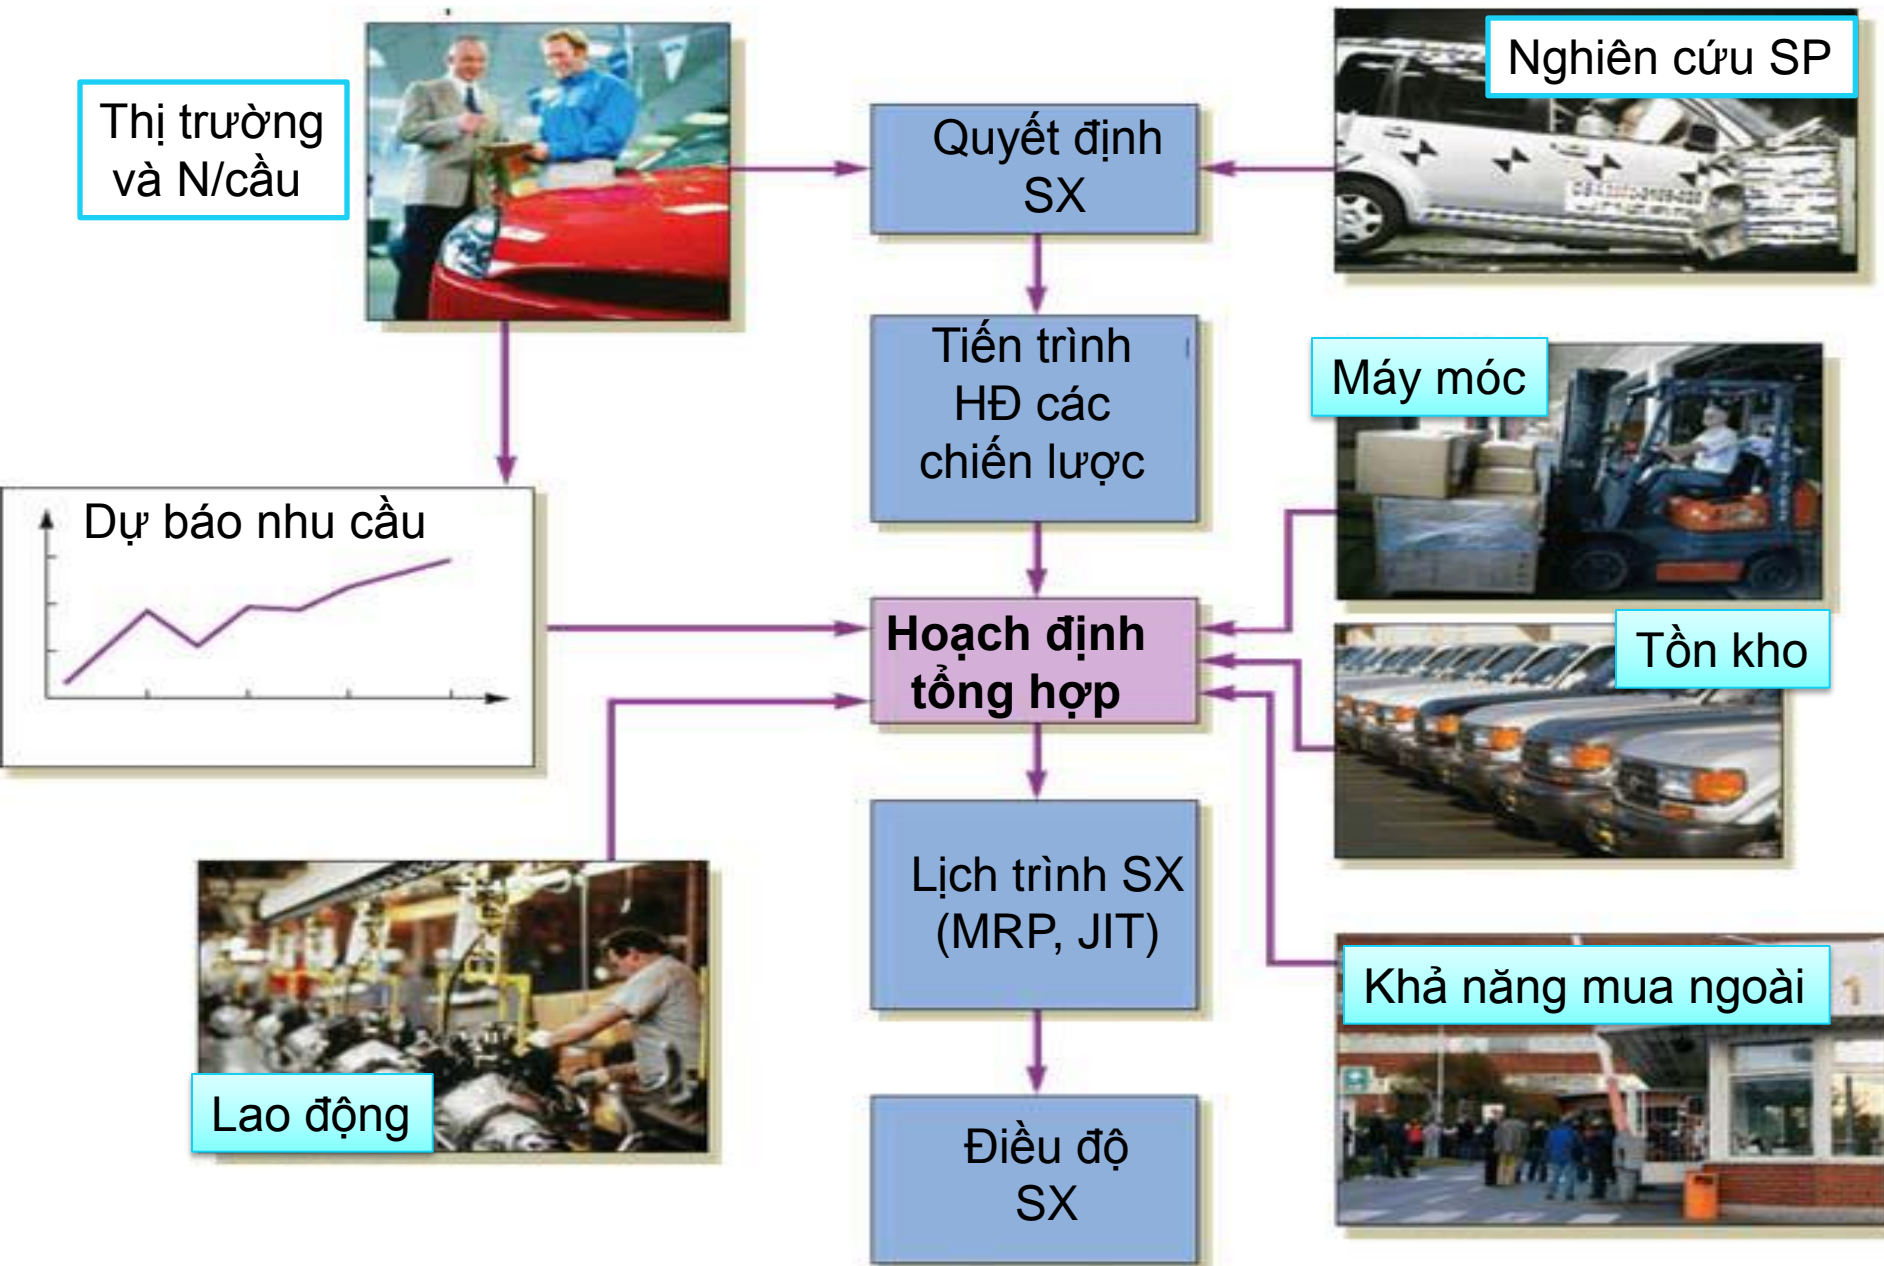 Thị trường
và N/cầu
Quyết định
SX
Nghiên cứu SP
Tiến trình
HĐ các
chiến lược
Máy móc
Dự báo nhu cầu
Hoạch định
tổng hợp
Tồn kho
Lịch trình SX
(MRP, JIT)
Khả năng mua ngoài
1
Lao động
Điều độ
SX